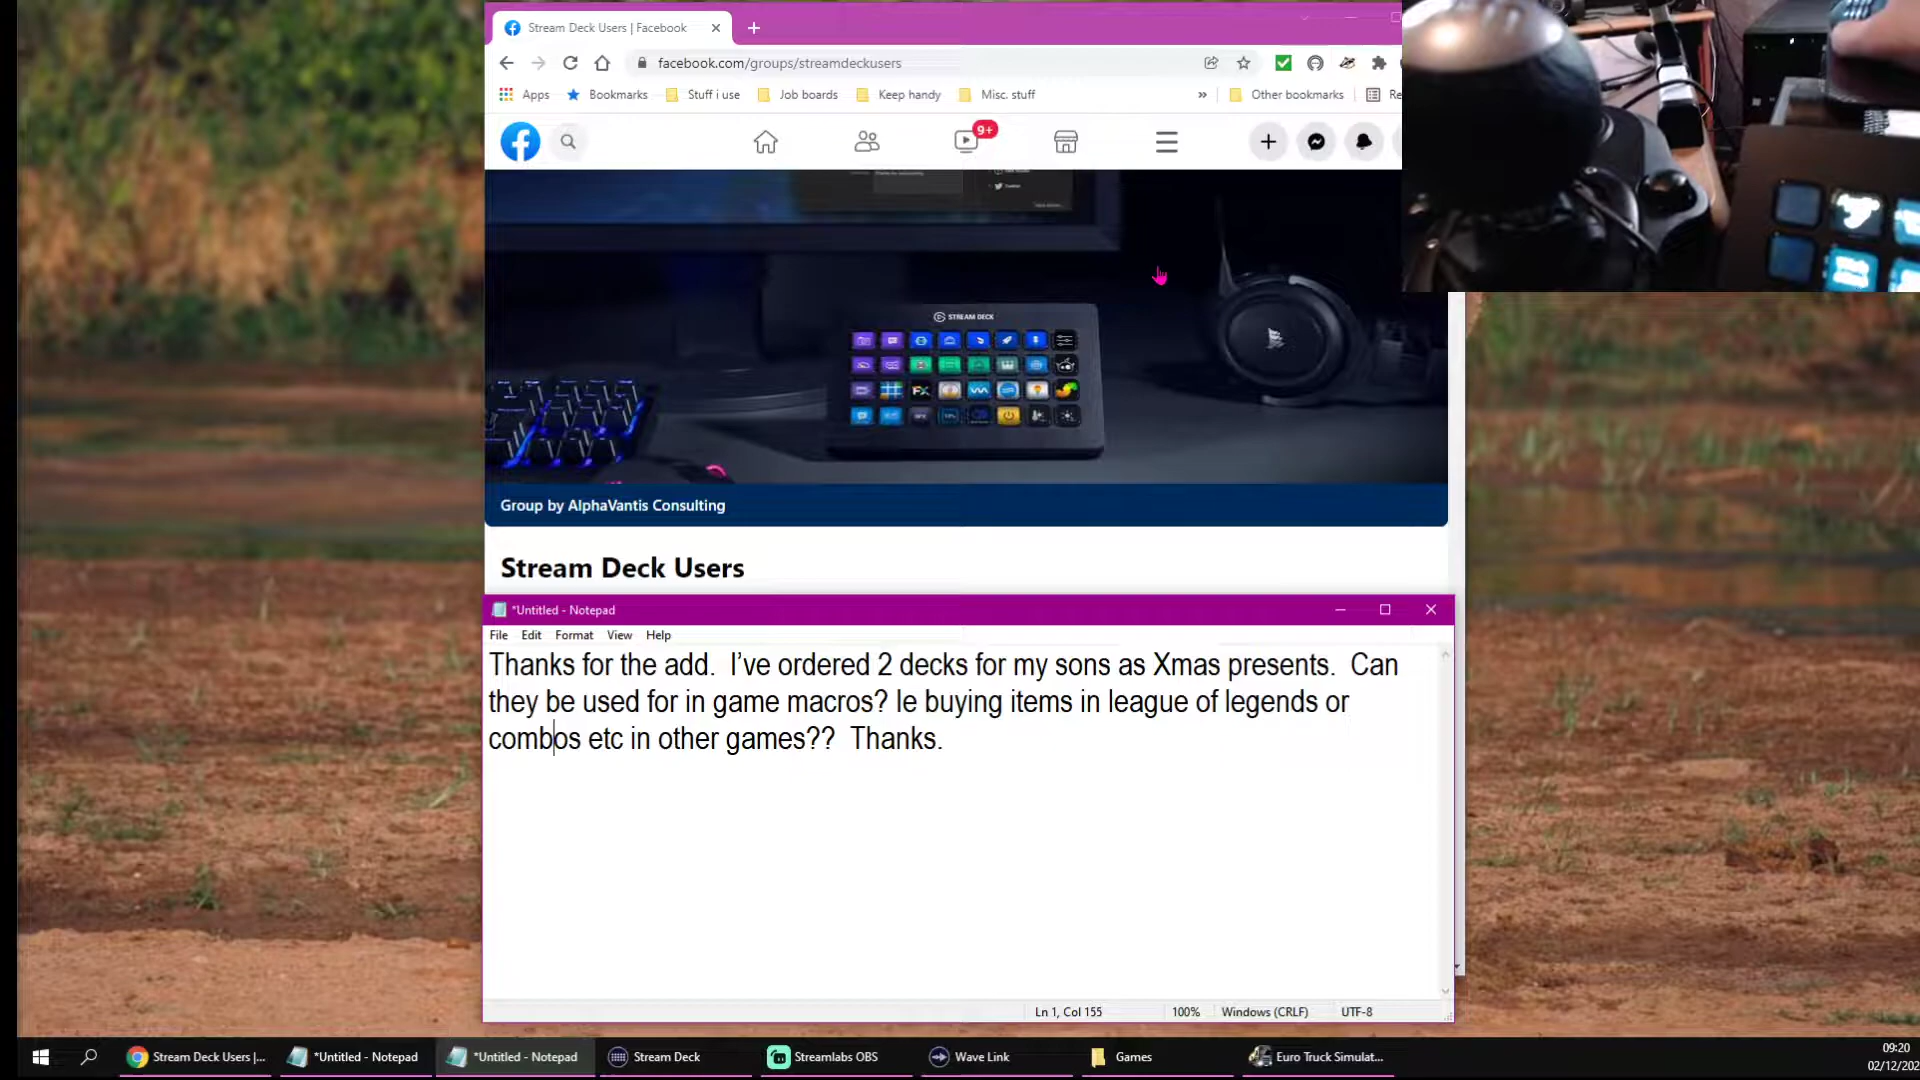 Stream Deck Users | Facebook
facebook.com/groups/streamdeckusers
Apps Bookmarks Stuff i use Job boards Keep handy Misc. stuff » Other bookmarks Re
9+
STREAM DECK
Group by AlphaVantis Consulting
Stream Deck Users
*Untitled - Notepad
File Edit Format View Help
Thanks for the add. I've ordered 2 decks for my sons as Xmas presents. Can
they be used for in game macros? Ie buying items in league of legends or
combos etc in other games?? Thanks.
Ln 1, Col 155 100% Windows (CRLF) UTF-8
Stream Deck Users |... *Untitled - Notepad *Untitled - Notepad Stream Deck Streamlabs OBS Wave Link Games Euro Truck Simulat...
09:20
02/12/202